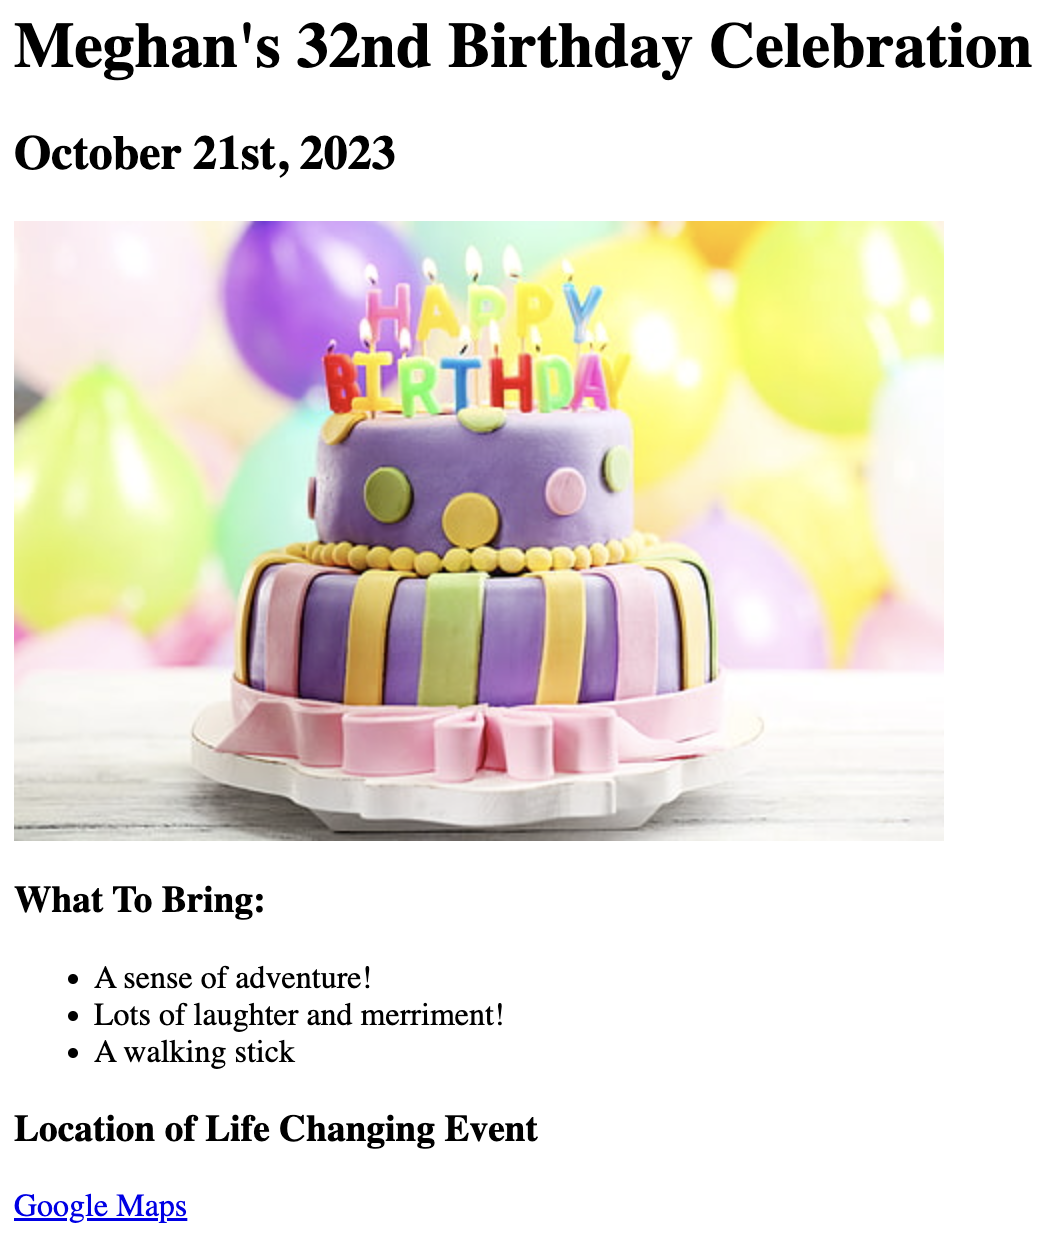 Meghan's 32nd Birthday Celebration
October 21st, 2023
HAPPY
BIRTHDAY
What To Bring:
A sense of adventure!
Lots of laughter and merriment!
A walking stick
Location of Life Changing Event
Google Maps